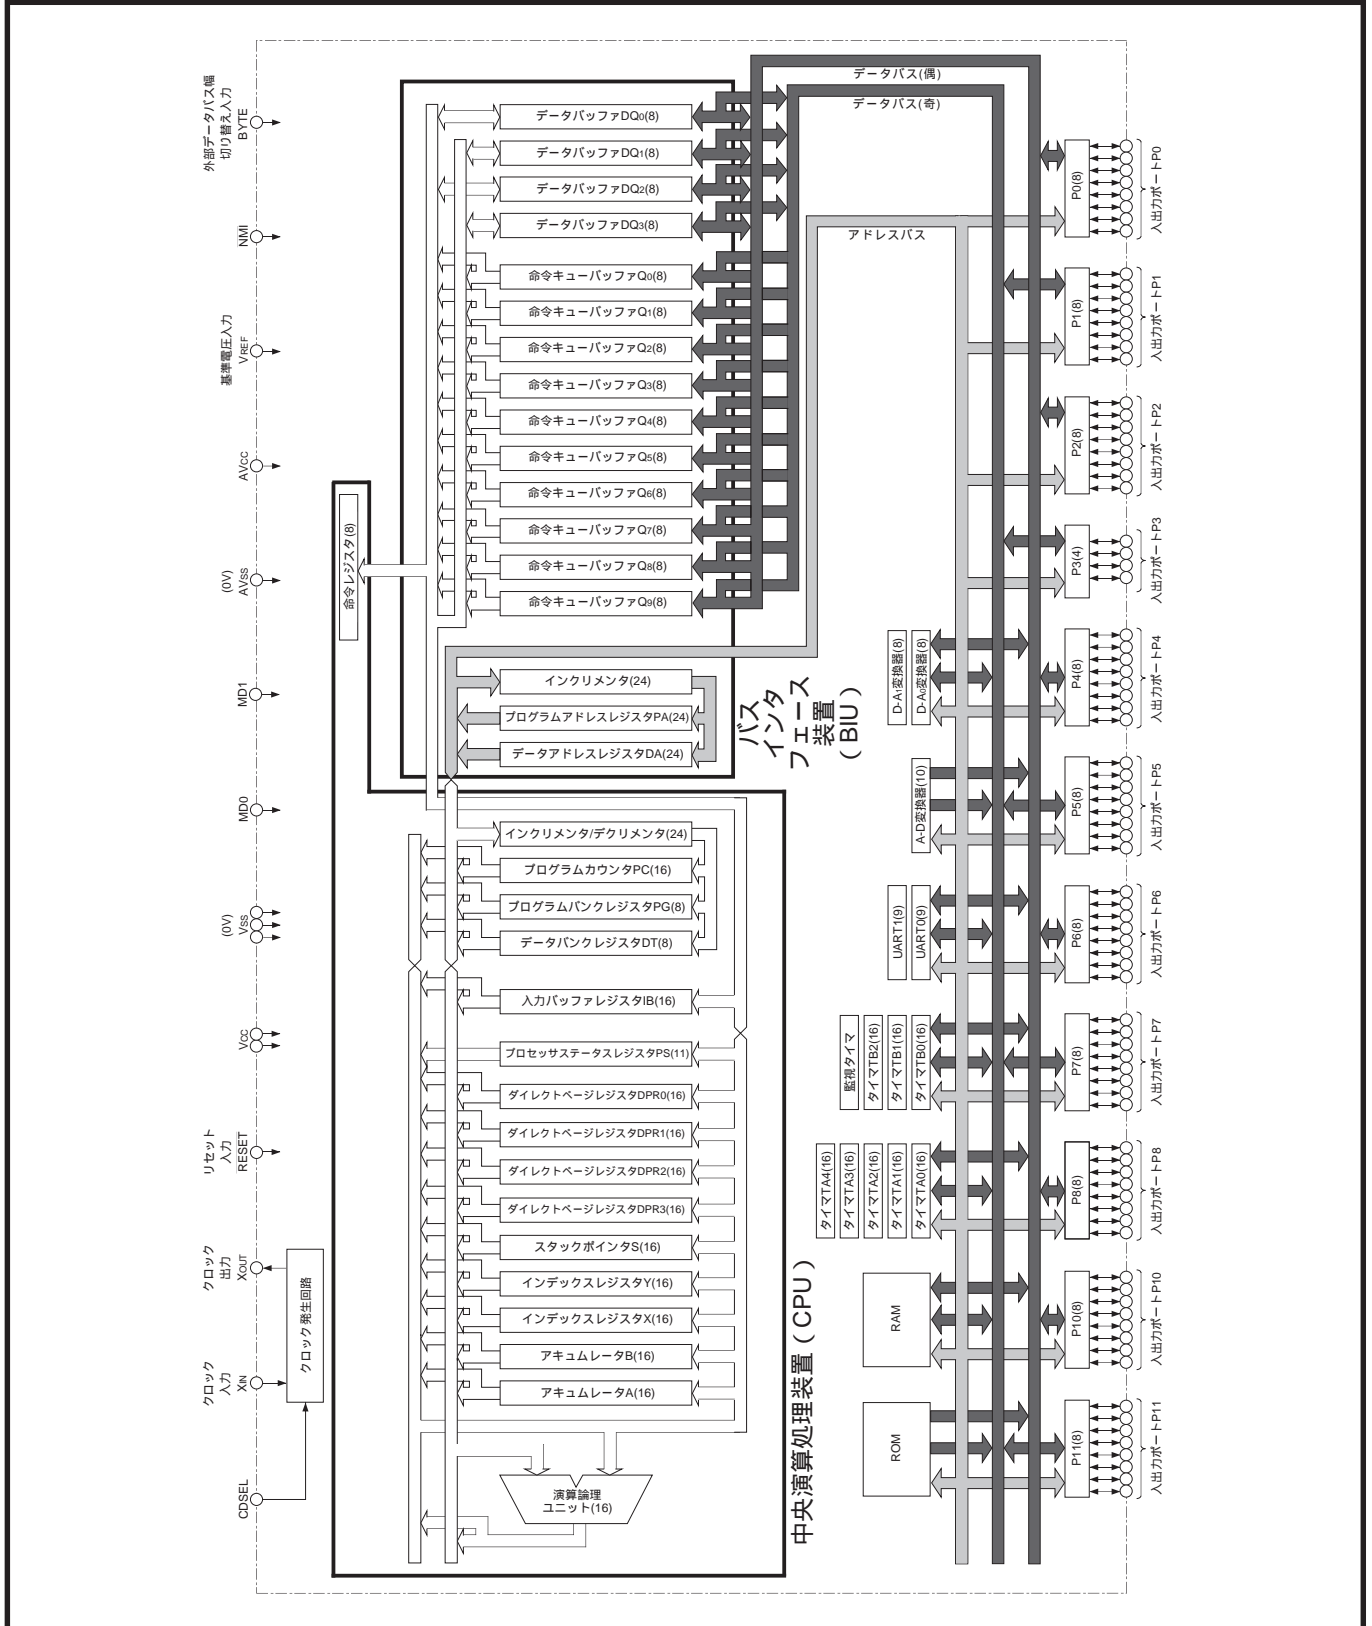 外部データバス幅
切り替え入力
BYTE
NMI
基準電圧入力
VREF
AVCC
(0V)
AVSS
MD1
MD0
(0V)
VSS
VCC
リセット
入力
RESET
クロック
出力
XOUT
クロック
入力
XIN
CDSEL
クロック発生回路
命令レジスタ(8)
データバッファDQ0(8)
データバッファDQ1(8)
データバッファDQ2(8)
データバッファDQ3(8)
命令キューバッファQ0(8)
命令キューバッファQ1(8)
命令キューバッファQ2(8)
命令キューバッファQ3(8)
命令キューバッファQ4(8)
命令キューバッファQ5(8)
命令キューバッファQ6(8)
命令キューバッファQ7(8)
命令キューバッファQ8(8)
命令キューバッファQ9(8)
インクリメンタ(24)
プログラムアドレスレジスタPA(24)
データアドレスレジスタDA(24)
バス
インタ
フェース
装置
(BIU)
インクリメンタ/デクリメンタ(24)
プログラムカウンタPC(16)
プログラムバンクレジスタPG(8)
データバンクレジスタDT(8)
入力バッファレジスタIB(16)
プロセッサステータスレジスタPS(11)
ダイレクトページレジスタDPR0(16)
ダイレクトページレジスタDPR1(16)
ダイレクトページレジスタDPR2(16)
ダイレクトページレジスタDPR3(16)
スタックポインタS(16)
インデックスレジスタY(16)
インデックスレジスタX(16)
アキュムレータB(16)
アキュムレータA(16)
演算論理
ユニット(16)
中央演算処理装置(CPU)
データバス(偶)
データバス(奇)
アドレスバス
D-A1変換器(8)
D-A0変換器(8)
A-D変換器(10)
UART1(9)
UART0(9)
監視タイマ
タイマTB2(16)
タイマTB1(16)
タイマTB0(16)
タイマTA4(16)
タイマTA3(16)
タイマTA2(16)
タイマTA1(16)
タイマTA0(16)
RAM
ROM
P0(8)
入出力ポートP0
P1(8)
入出力ポートP1
P2(8)
入出力ポートP2
P3(4)
入出力ポートP3
P4(8)
入出力ポートP4
P5(8)
入出力ポートP5
P6(8)
入出力ポートP6
P7(8)
入出力ポートP7
P8(8)
入出力ポートP8
P10(8)
入出力ポートP10
P11(8)
入出力ポートP11